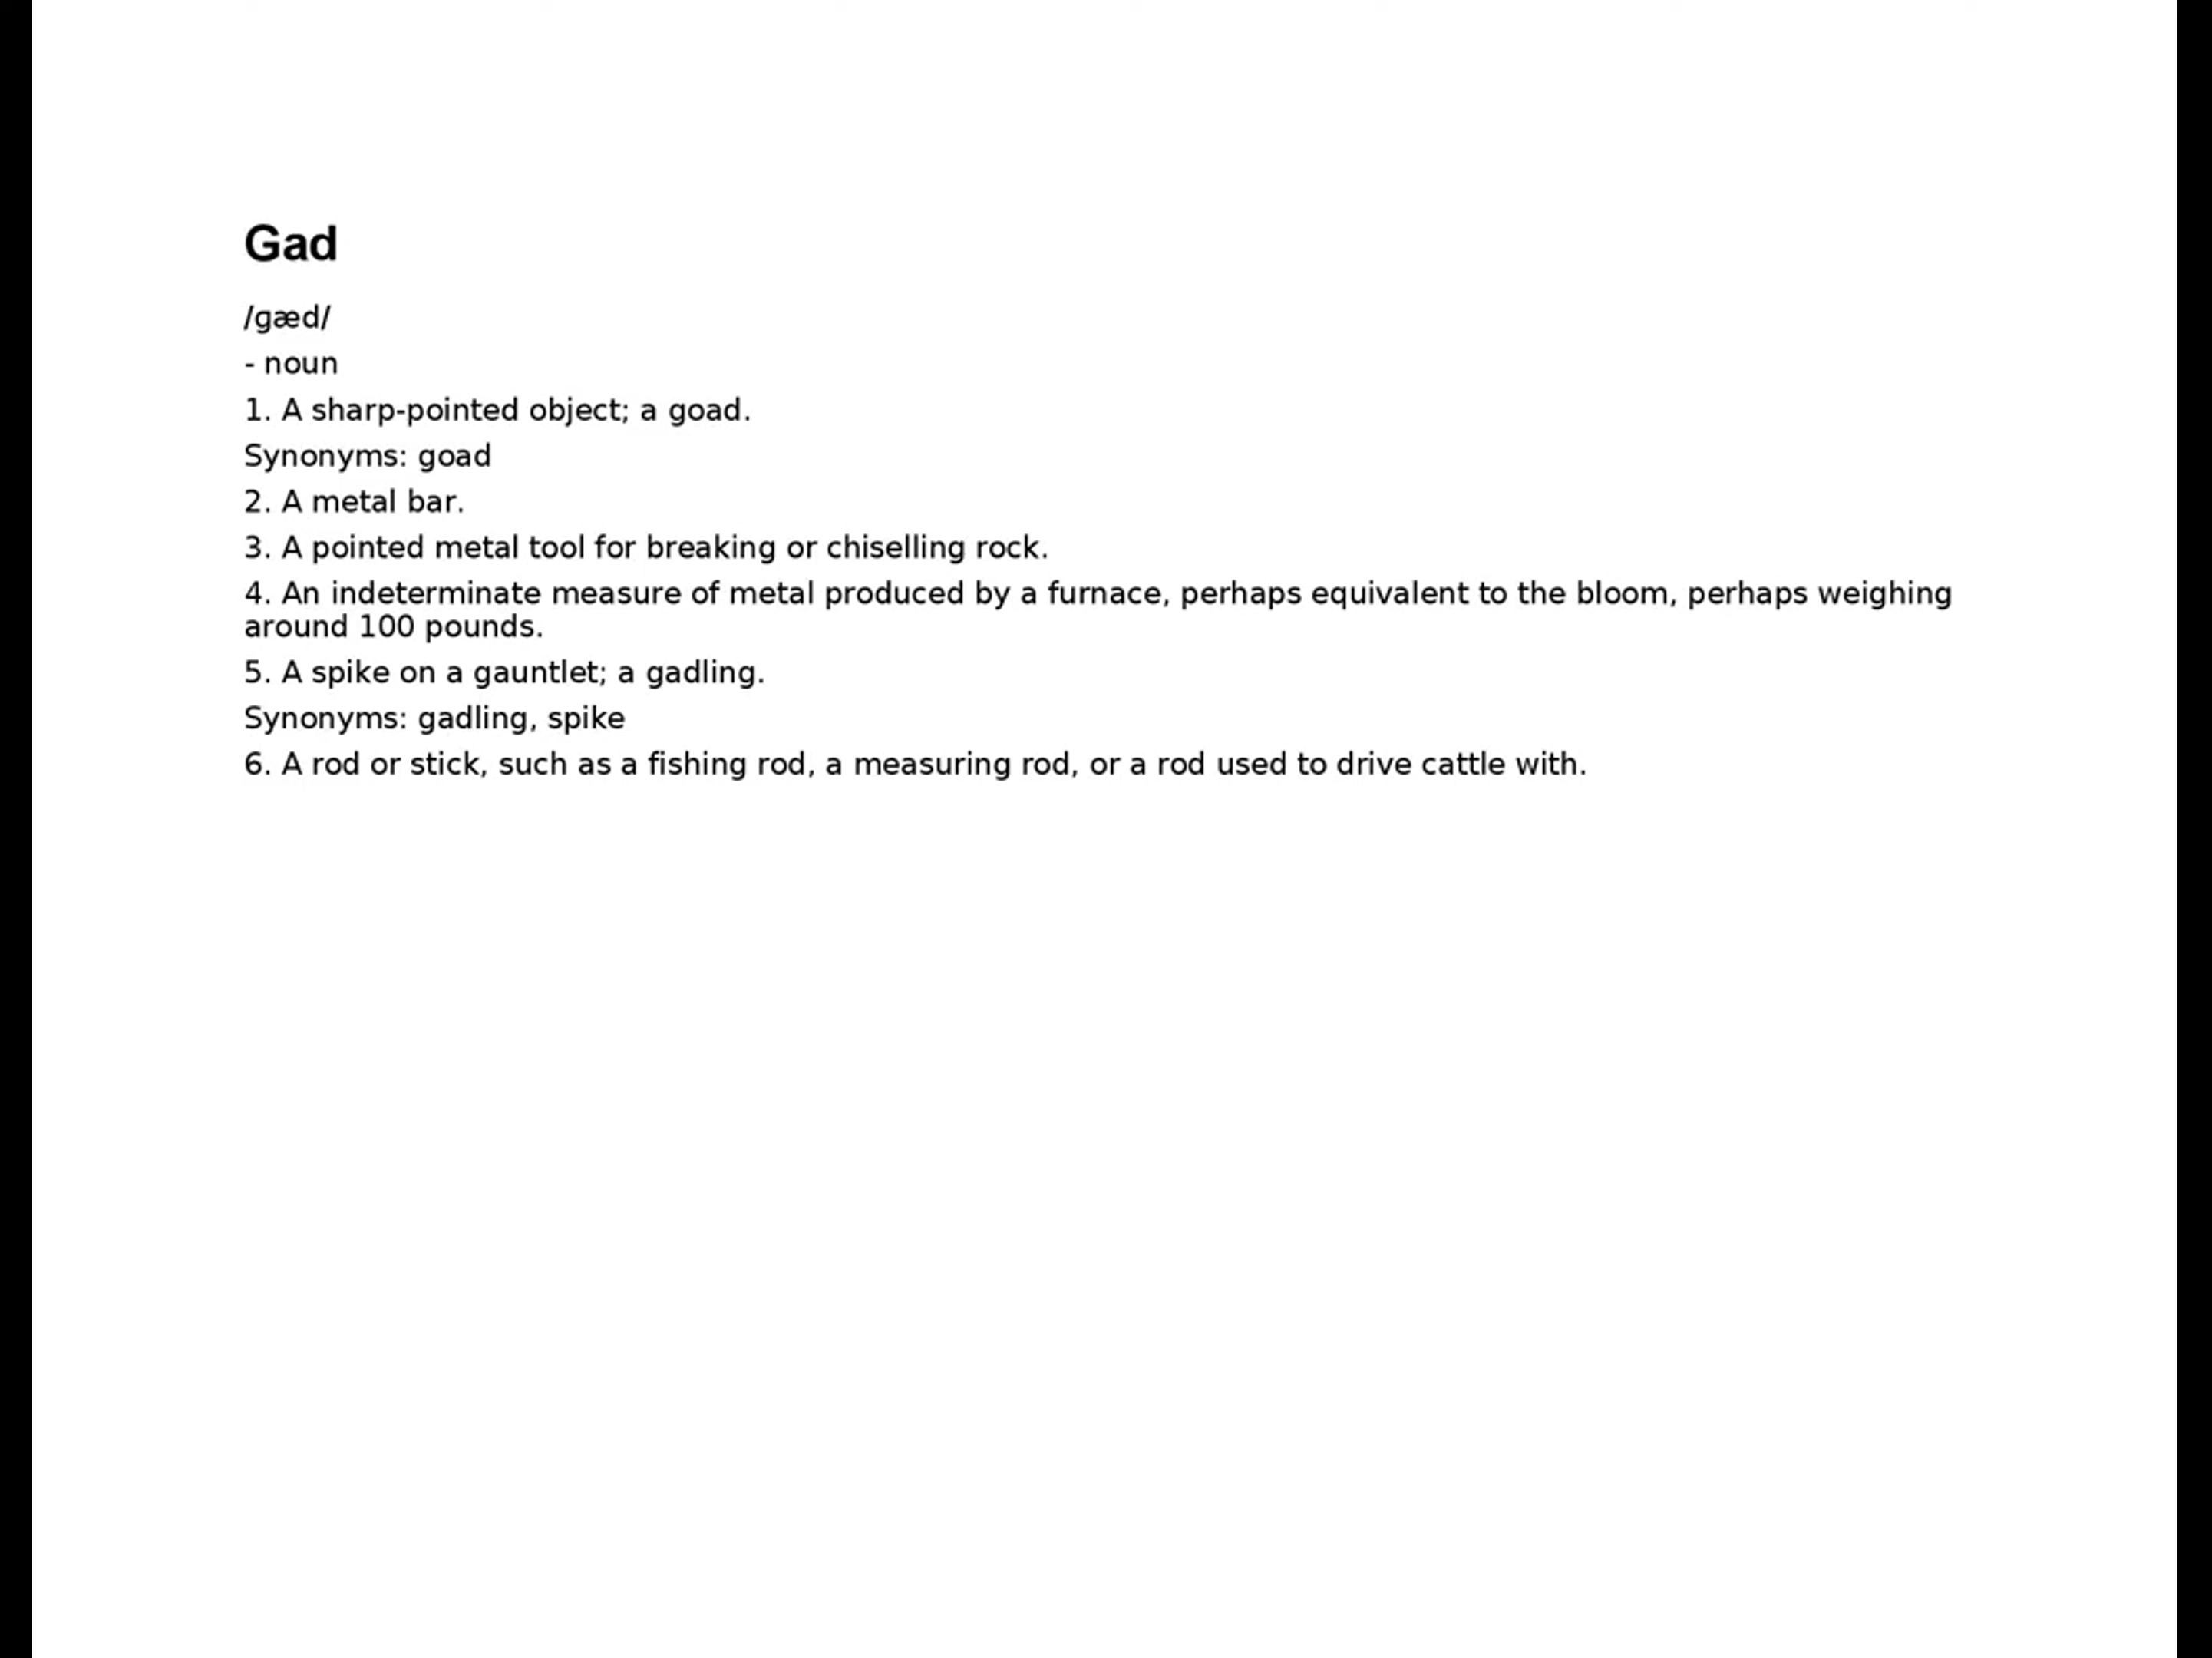 Gad
/gæd/
- noun
1. A sharp-pointed object; a goad.
Synonyms: goad
2. A metal bar.
3. A pointed metal tool for breaking or chiselling rock.
4. An indeterminate measure of metal produced by a furnace, perhaps equivalent to the bloom, perhaps weighing
around 100 pounds.
5. A spike on a gauntlet; a gadling.
Synonyms: gadling, spike
6. A rod or stick, such as a fishing rod, a measuring rod, or a rod used to drive cattle with.